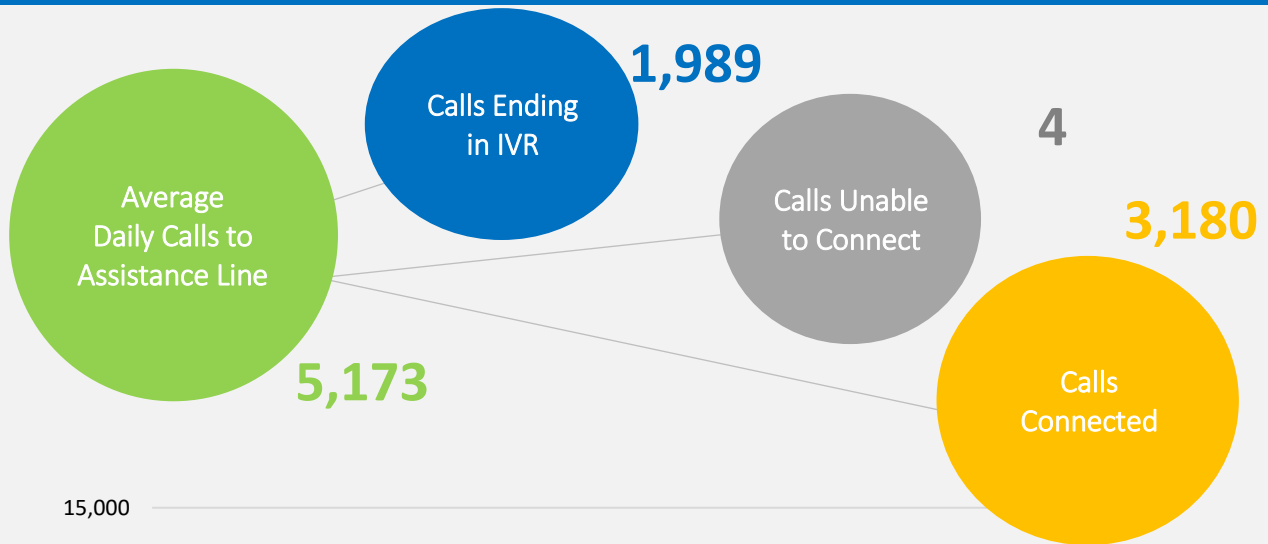 Average
Daily Calls to
Assistance Line
5,173
Calls Ending
in IVR
1,989
Calls Unable
to Connect
4
Calls
Connected
3,180
15,000